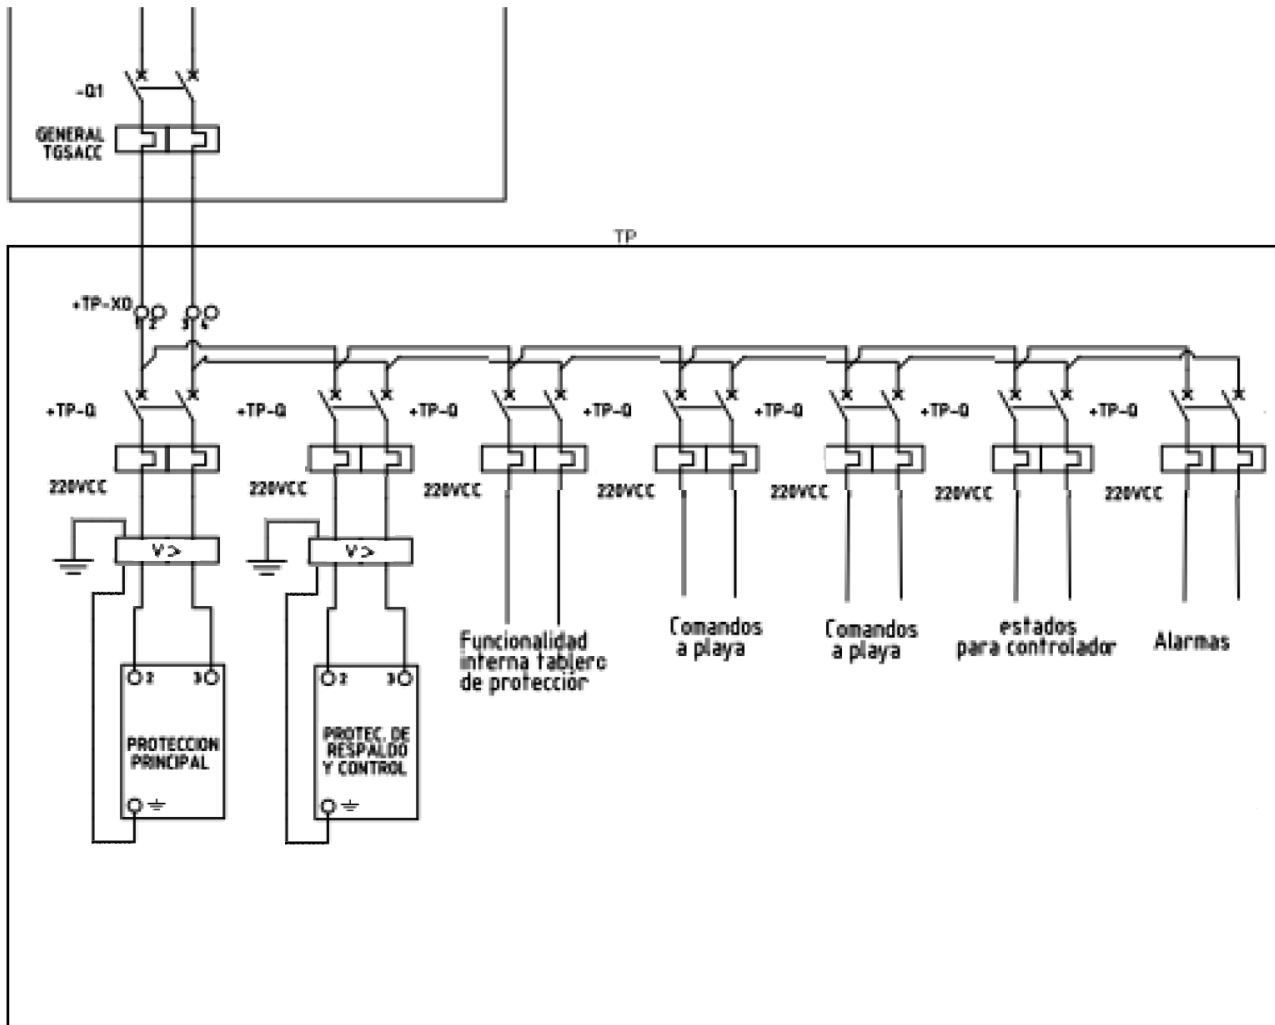 -Q1
GENERAL
TGSACC
TP
+TP-X0
1 2 3 4
+TP-Q
+TP-Q
+TP-Q
+TP-Q
+TP-Q
+TP-Q
+TP-Q
220VCC
220VCC
220VCC
220VCC
220VCC
220VCC
220VCC
V>
V>
Funcionalidad
interna tablero
de protección
Comandos
a playa
Comandos
a playa
estados
para controlador
Alarmas
2 3
PROTECCION
PRINCIPAL
2 3
PROTEC. DE
RESPALDO
Y CONTROL